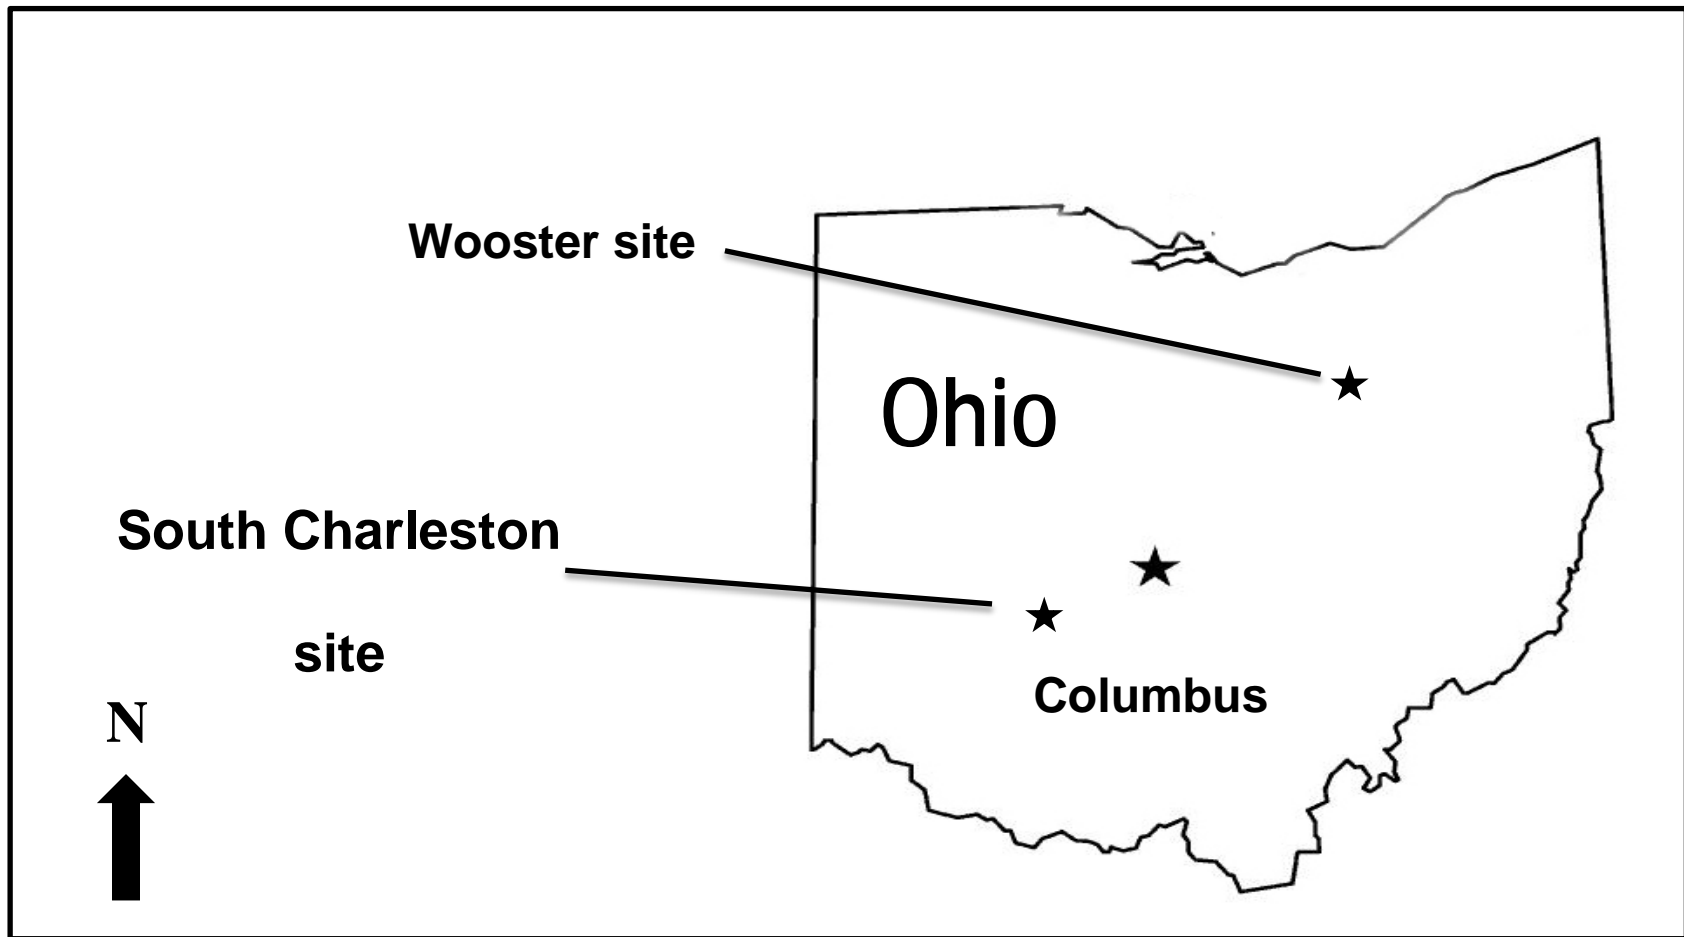 Wooster site
Ohio
South Charleston
site
Columbus
N